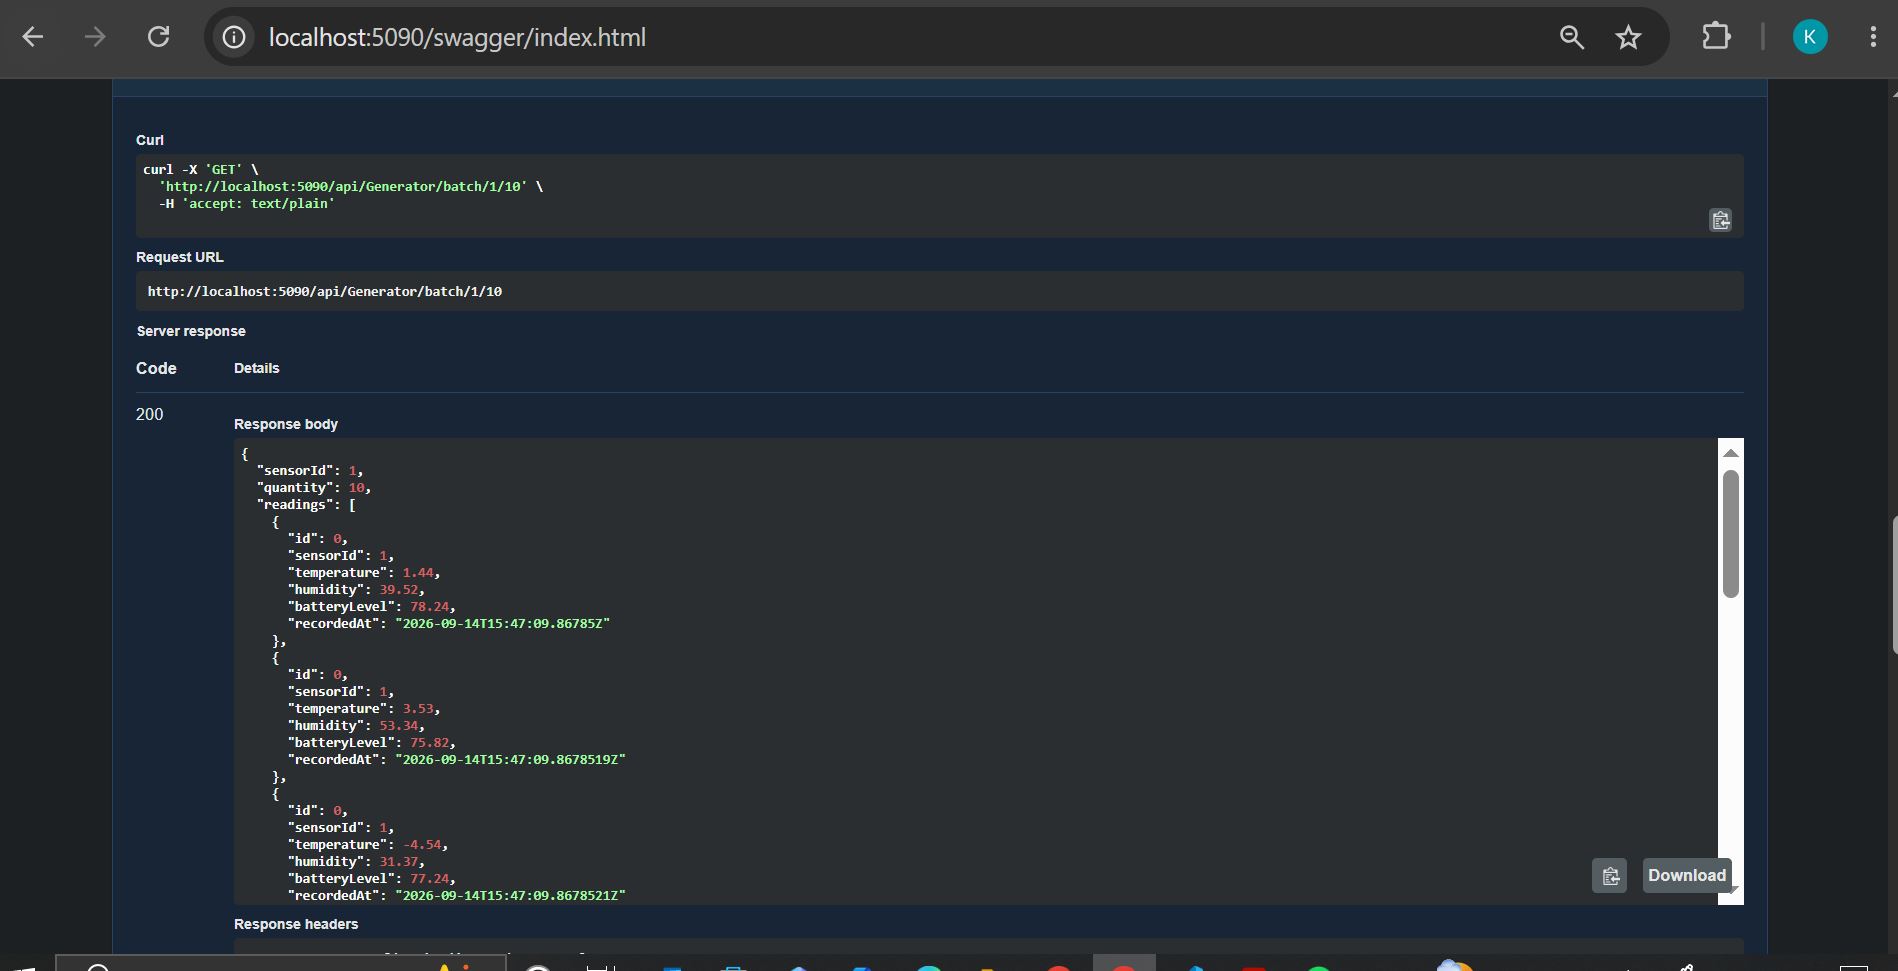 localhost:5090/swagger/index.html
K
Curl
curl -X 'GET' \
  'http://localhost:5090/api/Generator/batch/1/10' \
  -H 'accept: text/plain'
Request URL
http://localhost:5090/api/Generator/batch/1/10
Server response
Code Details
200
Response body
{
  "sensorId": 1,
  "quantity": 10,
  "readings": [
    {
      "id": 0,
      "sensorId": 1,
      "temperature": 1.44,
      "humidity": 39.52,
      "batteryLevel": 78.24,
      "recordedAt": "2026-09-14T15:47:09.86785Z"
    },
    {
      "id": 0,
      "sensorId": 1,
      "temperature": 3.53,
      "humidity": 53.34,
      "batteryLevel": 75.82,
      "recordedAt": "2026-09-14T15:47:09.8678519Z"
    },
    {
      "id": 0,
      "sensorId": 1,
      "temperature": -4.54,
      "humidity": 31.37,
      "batteryLevel": 77.24,
      "recordedAt": "2026-09-14T15:47:09.8678521Z"
Download
Response headers